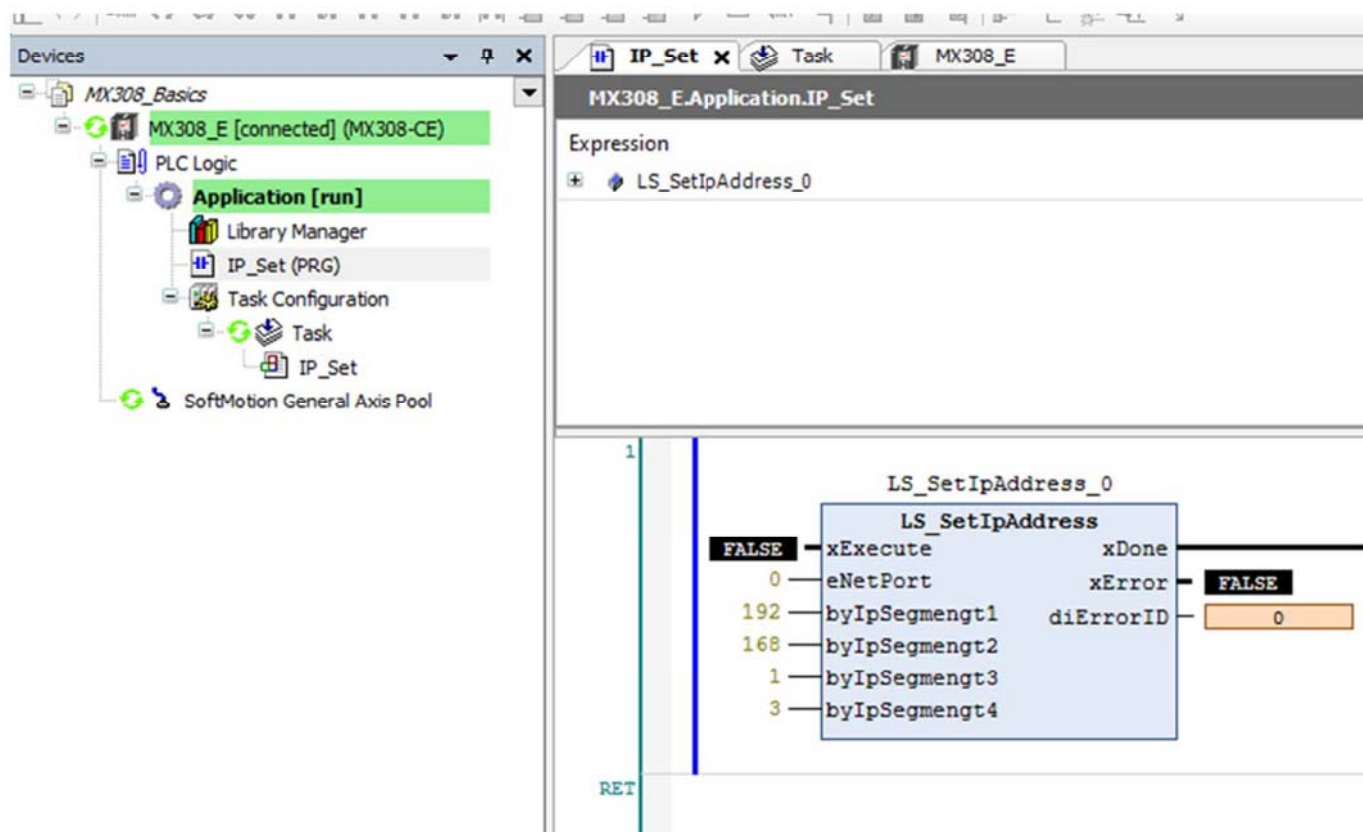 Devices
MX308_Basics
MX308_E [connected] (MX308-CE)
PLC Logic
Application [run]
Library Manager
IP_Set (PRG)
Task Configuration
Task
IP_Set
SoftMotion General Axis Pool
IP_Set Task MX308_E
MX308_E.Application.IP_Set
Expression
LS_SetIpAddress_0
1
LS_SetIpAddress_0
LS_SetIpAddress
FALSE xExecute xDone
0 eNetPort xError FALSE
192 byIpSegmengt1 diErrorID 0
168 byIpSegmengt2
1 byIpSegmengt3
3 byIpSegmengt4
RET